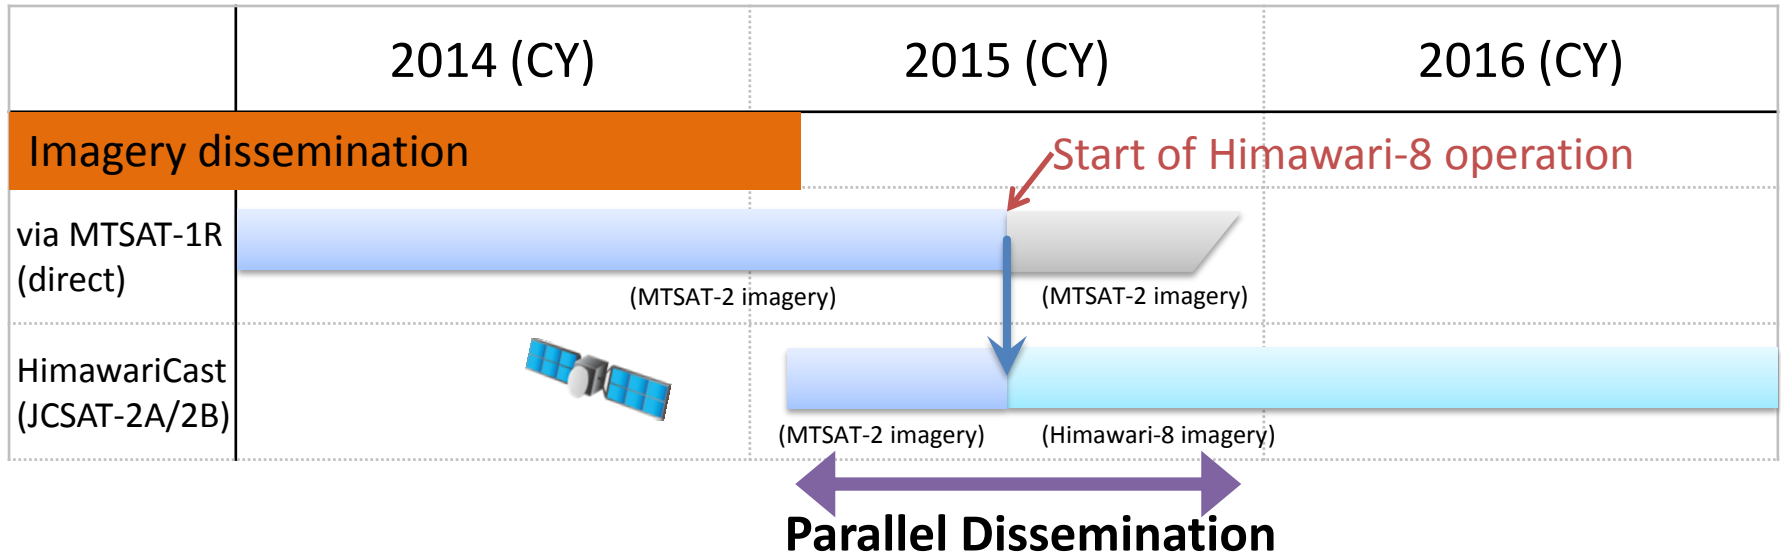 2014 (CY)
2015 (CY)
2016 (CY)
Imagery dissemination
Start of Himawari-8 operation
via MTSAT-1R
(direct)
(MTSAT-2 imagery)
(MTSAT-2 imagery)
HimawariCast
(JCSAT-2A/2B)
(MTSAT-2 imagery)
(Himawari-8 imagery)
Parallel Dissemination